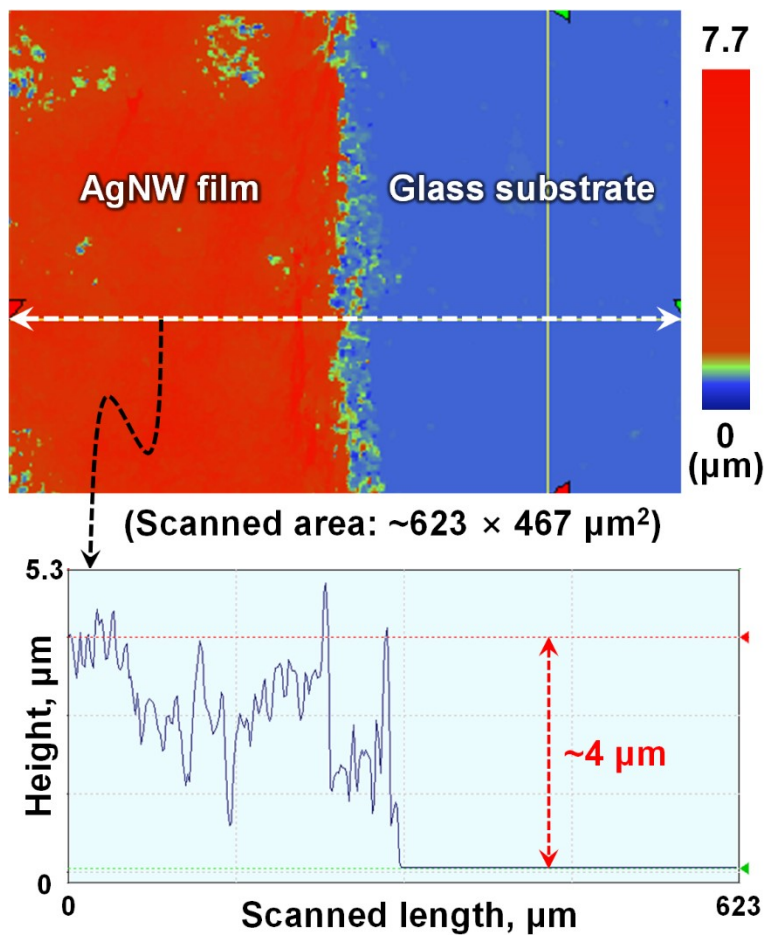 7.7
AgNW film
Glass substrate
0
(μm)
(Scanned area: ~623 × 467 μm²)
5.3
Height, μm
~4 μm
0
0
Scanned length, μm
623